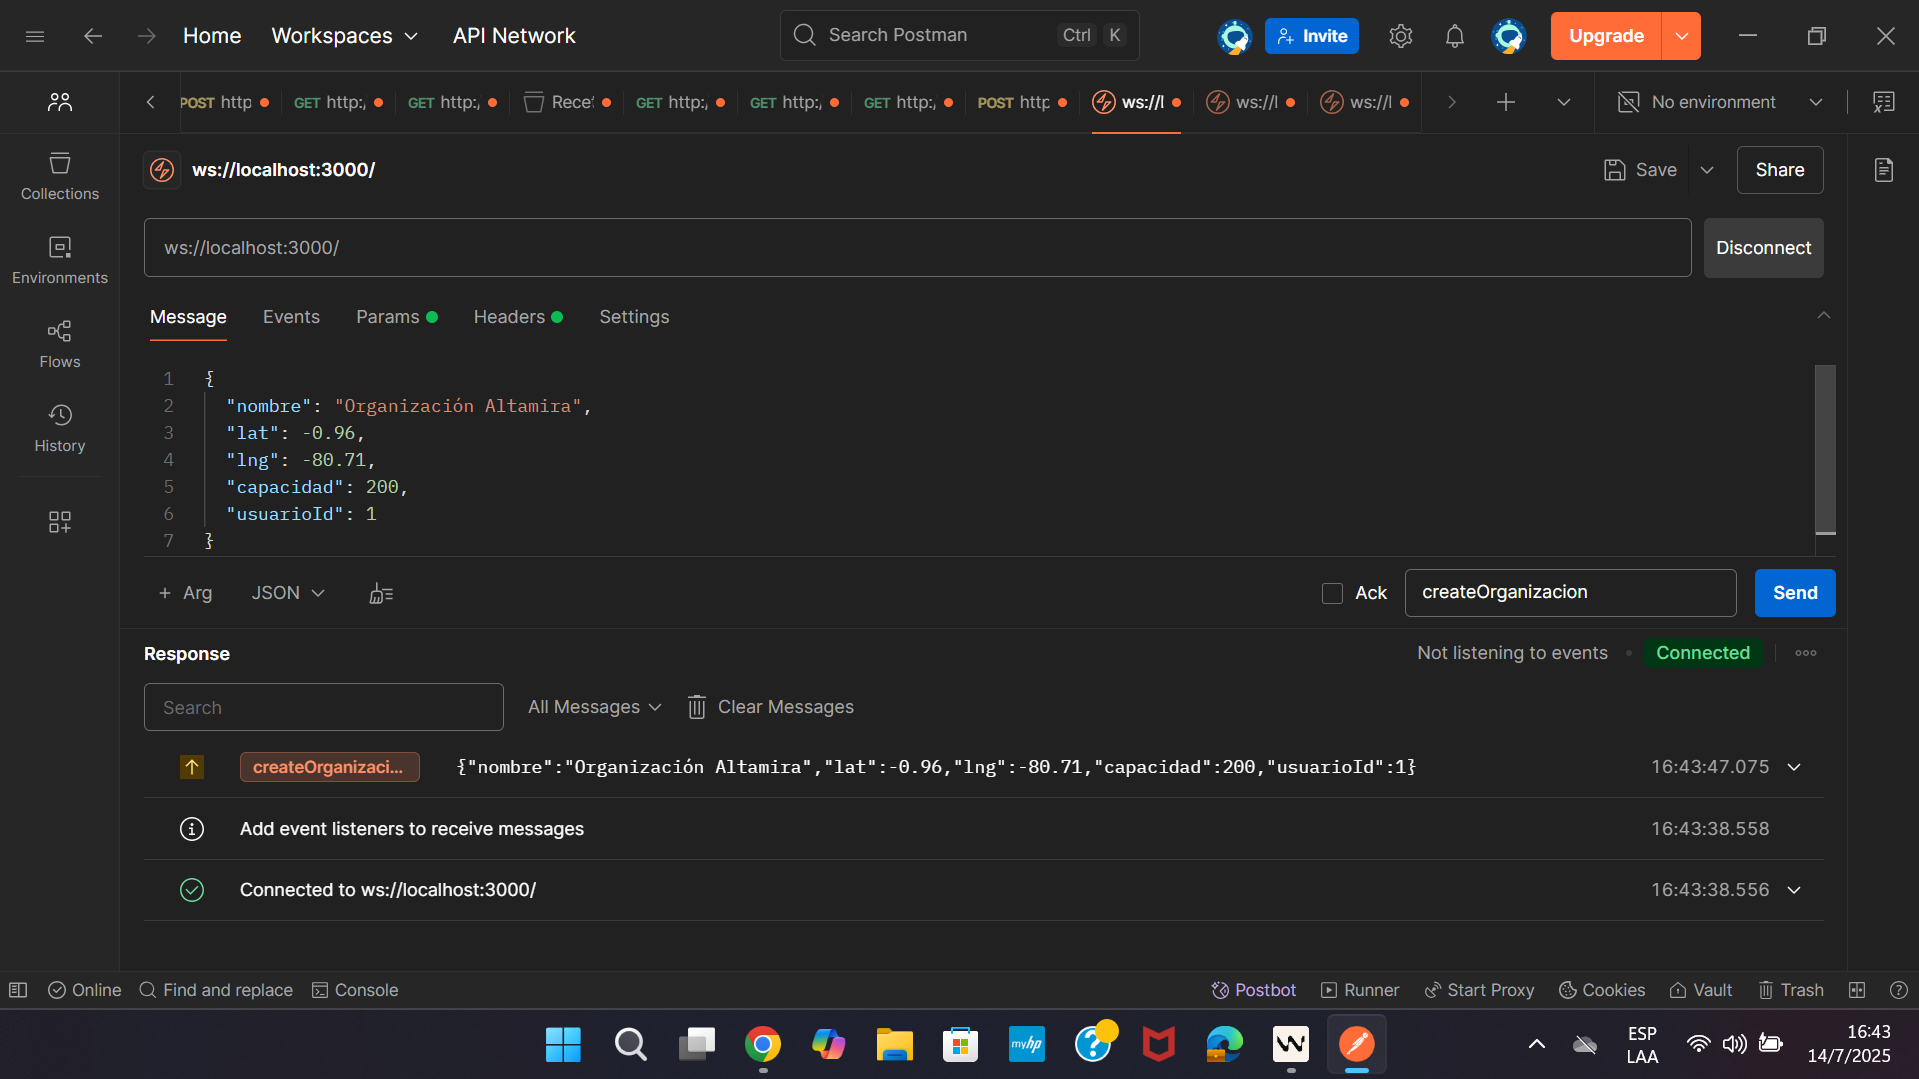 Home Workspaces API Network Search Postman Ctrl K Invite Upgrade
POST http GET http:/ GET http:/ Rece GET http:/ GET http:/ GET http:/ POST http ws://l ws://l ws://l No environment
ws://localhost:3000/ Save Share
Collections
ws://localhost:3000/ Disconnect
Environments
Message Events Params Headers Settings
Flows
History
1 {
2 "nombre": "Organización Altamira",
3 "lat": -0.96,
4 "lng": -80.71,
5 "capacidad": 200,
6 "usuarioId": 1
7 }
+ Arg JSON Ack createOrganizacion Send
Response Not listening to events Connected
Search All Messages Clear Messages
createOrganizaci... {"nombre":"Organización Altamira","lat":-0.96,"lng":-80.71,"capacidad":200,"usuarioId":1} 16:43:47.075
Add event listeners to receive messages 16:43:38.558
Connected to ws://localhost:3000/ 16:43:38.556
Online Find and replace Console Postbot Runner Start Proxy Cookies Vault Trash
myhp ESP 16:43
LAA 14/7/2025